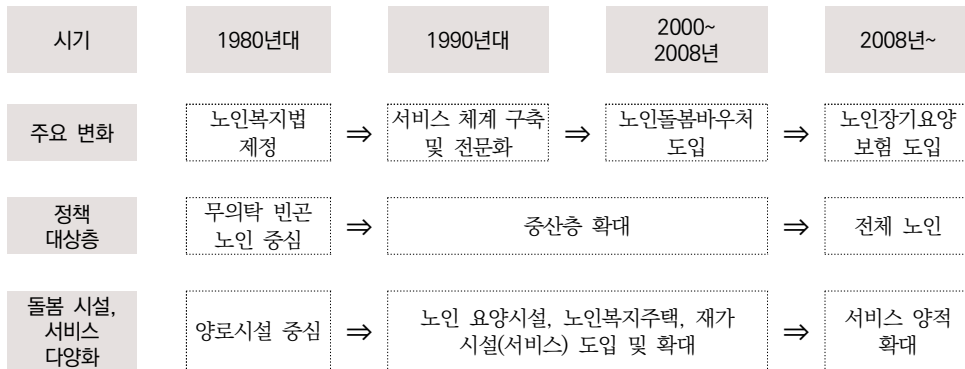 시기
1980년대
1990년대
2000~
2008년
2008년~
주요 변화
노인복지법
제정
⇒
서비스 체계 구축
및 전문화
⇒
노인돌봄바우처
도입
⇒
노인장기요양
보험 도입
정책
대상층
무의탁 빈곤
노인 중심
⇒
중산층 확대
⇒
전체 노인
돌봄 시설,
서비스
다양화
양로시설 중심
⇒
노인 요양시설, 노인복지주택, 재가
시설(서비스) 도입 및 확대
⇒
서비스 양적
확대